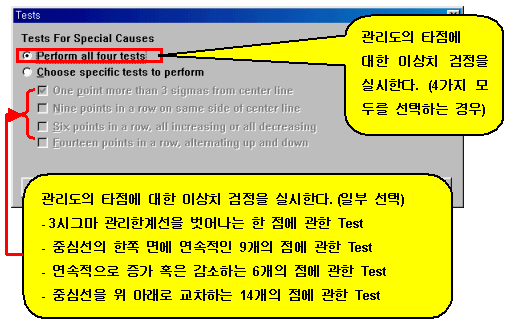 Tests
Tests For Special Causes
Perform all four tests
Choose specific tests to perform
One point more than 3 sigmas from center line
Nine points in a row on same side of center line
Six points in a row, all increasing or all decreasing
Fourteen points in a row, alternating up and down
관리도의 타점에
대한 이상치 검정을
실시한다. (4가지 모
두를 선택하는 경우)
관리도의 타점에 대한 이상치 검정을 실시한다. (일부 선택)
- 3시그마 관리한계선을 벗어나는 한 점에 관한 Test
- 중심선의 한쪽 면에 연속적인 9개의 점에 관한 Test
- 연속적으로 증가 혹은 감소하는 6개의 점에 관한 Test
- 중심선을 위 아래로 교차하는 14개의 점에 관한 Test